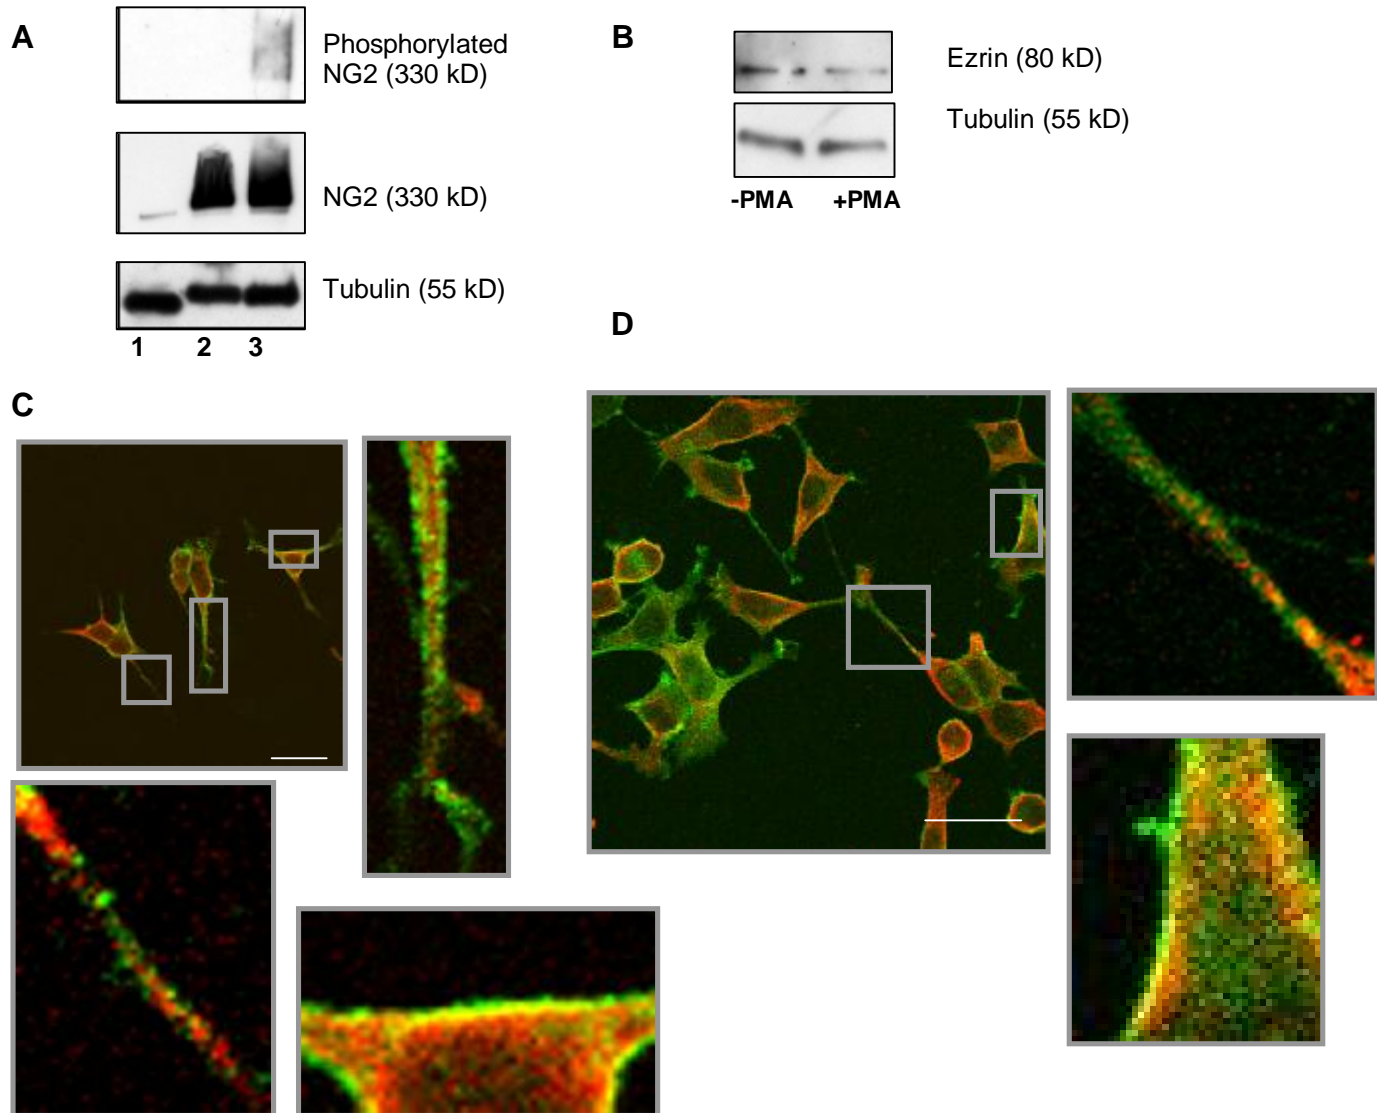 A
Phosphorylated
NG2 (330 kD)
NG2 (330 kD)
Tubulin (55 kD)
1 2 3
B
Ezrin (80 kD)
Tubulin (55 kD)
-PMA +PMA
C
D